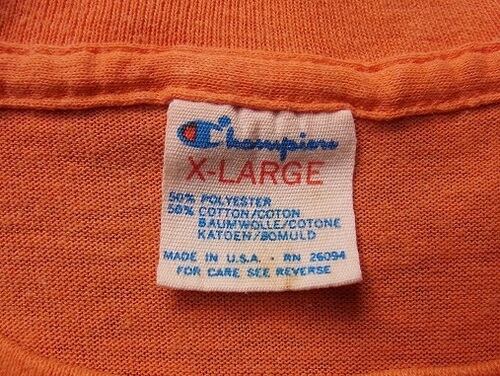 Champion
X-LARGE
50% POLYESTER
50% COTTON/COTON
BAUMWOLLE/COTONE
KATOEN/BOMULD
MADE IN U.S.A. RN 26094
FOR CARE SEE REVERSE